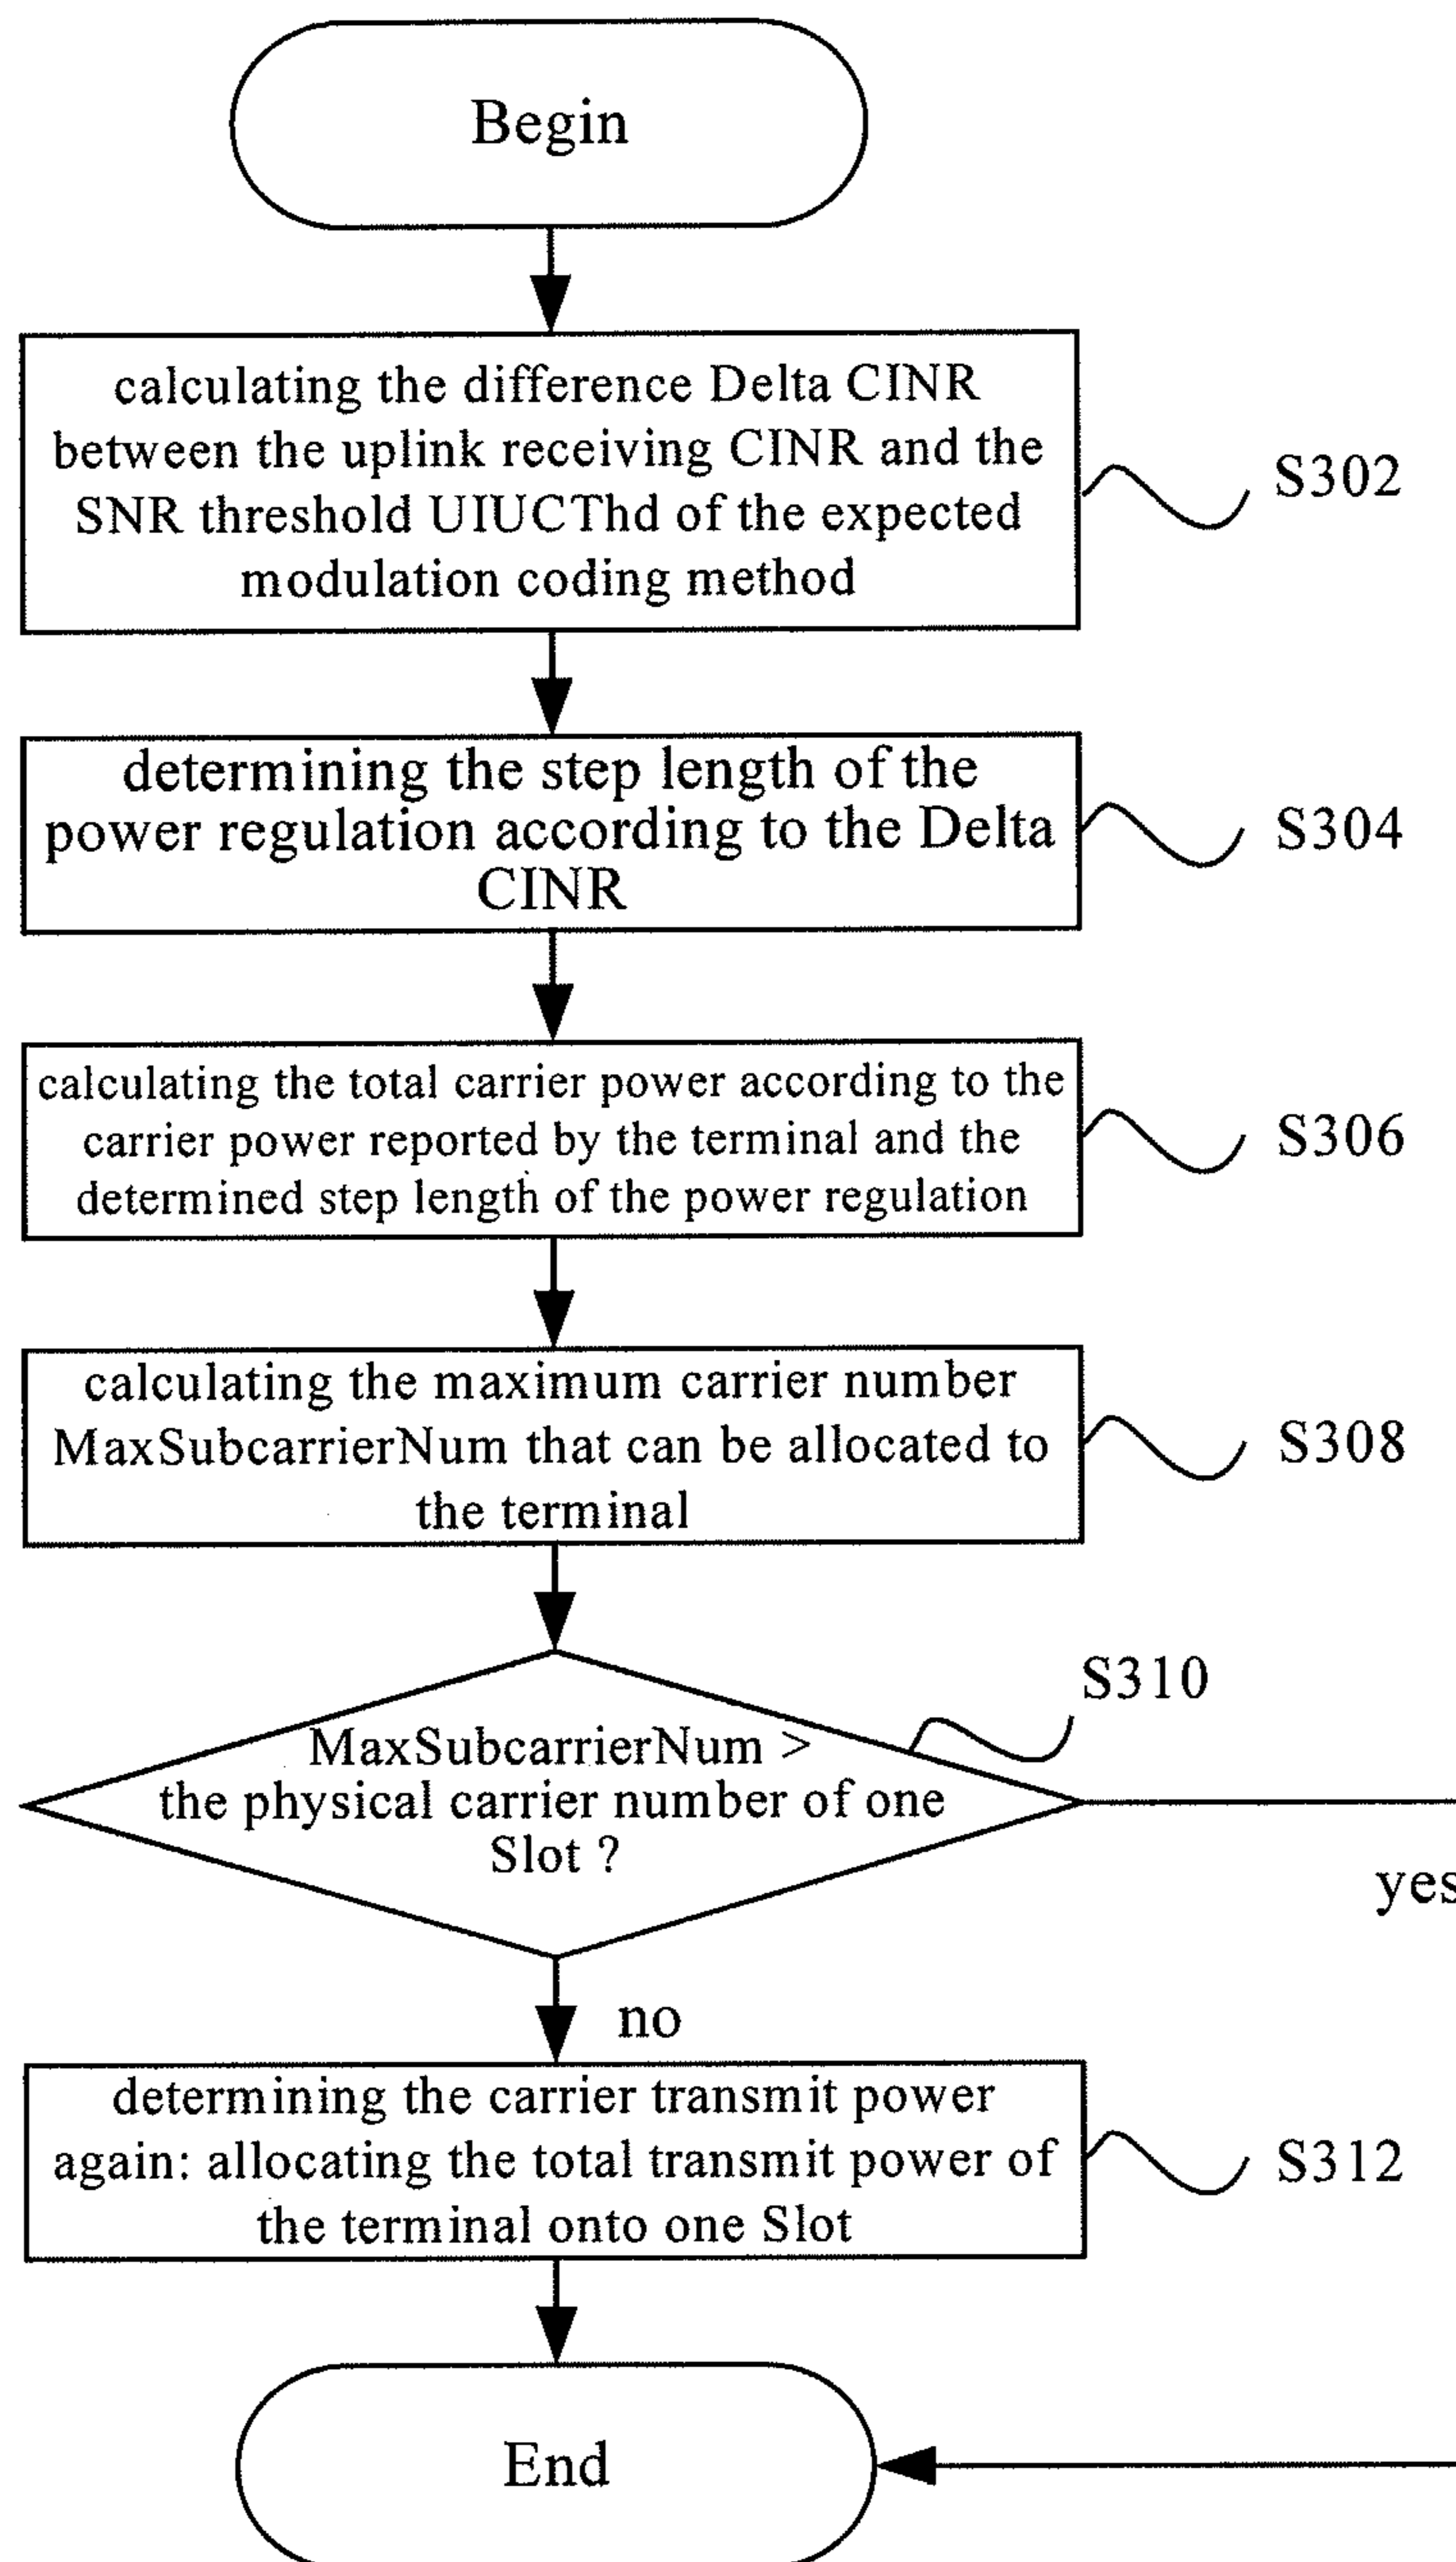 Begin
calculating the difference Delta CINR
between the uplink receiving CINR and the
SNR threshold UIUCThd of the expected
modulation coding method
S302
determining the step length of the
power regulation according to the Delta
CINR
S304
calculating the total carrier power according to the
carrier power reported by the terminal and the
determined step length of the power regulation
S306
calculating the maximum carrier number
MaxSubcarrierNum that can be allocated to
the terminal
S308
S310
MaxSubcarrierNum >
the physical carrier number of one
Slot ?
yes
no
determining the carrier transmit power
again: allocating the total transmit power of
the terminal onto one Slot
S312
End